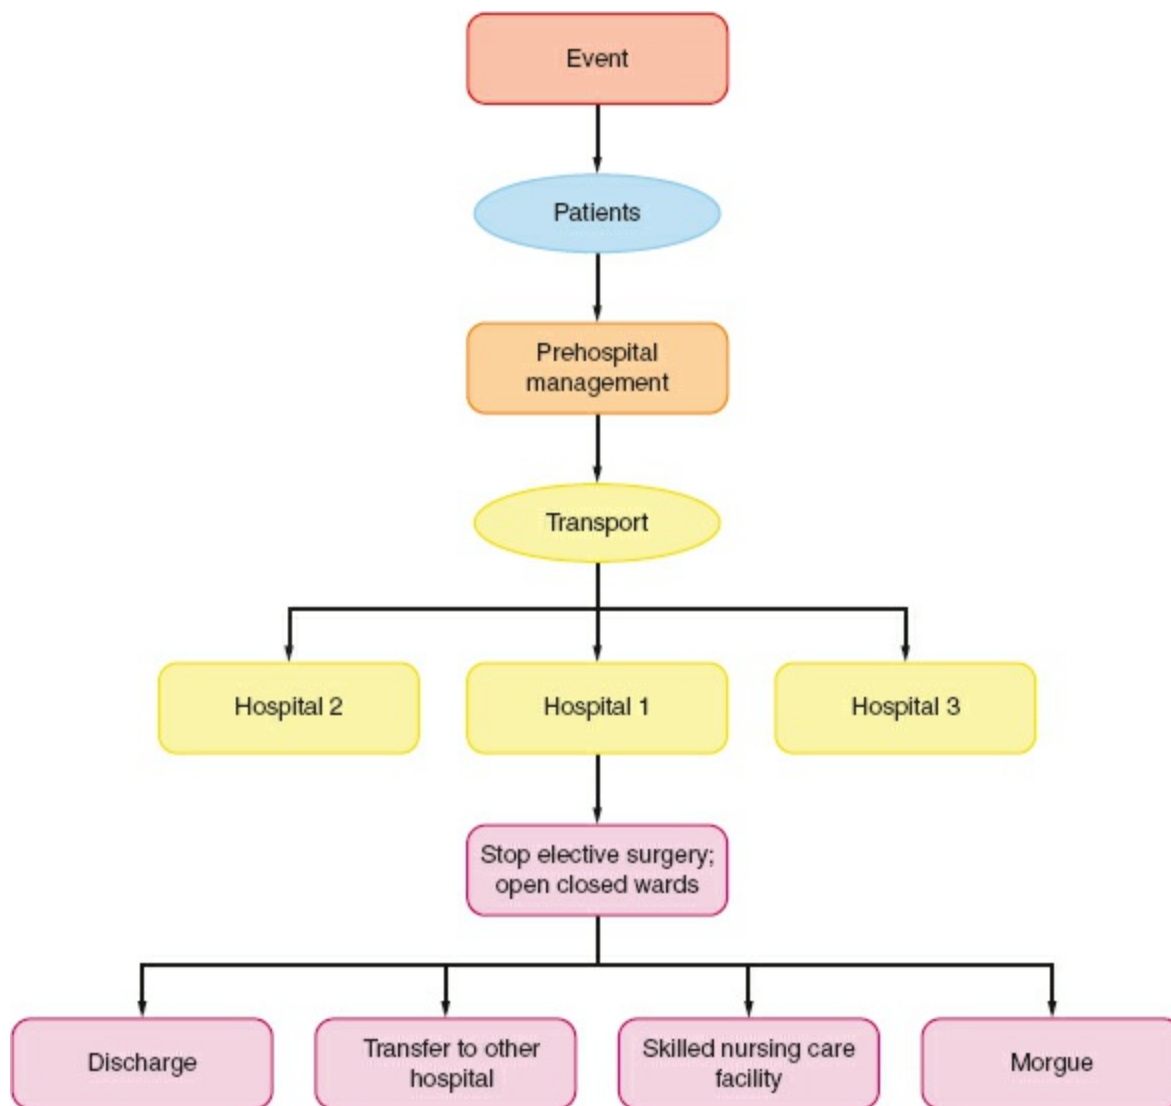 Event
Patients
Prehospital
management
Transport
Hospital 2
Hospital 1
Hospital 3
Stop elective surgery;
open closed wards
Discharge
Transfer to other
hospital
Skilled nursing care
facility
Morgue